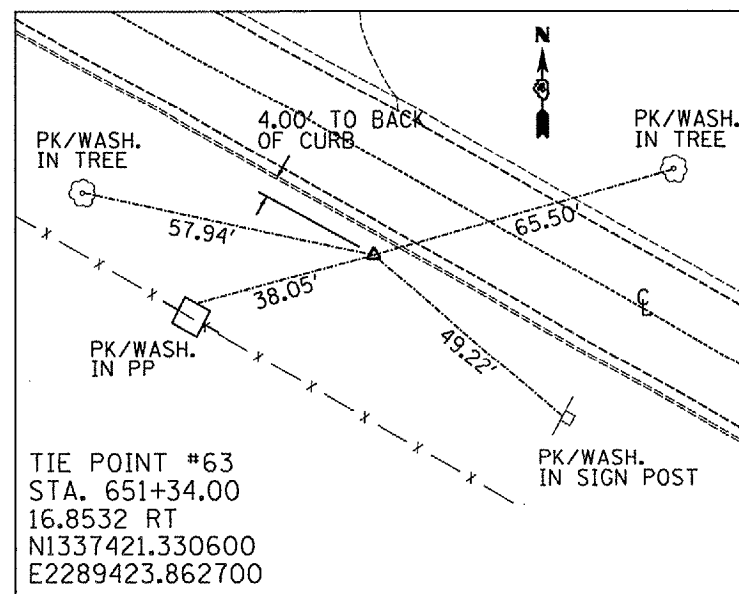 N
4.00' TO BACK
OF CURB
PK/WASH.
IN TREE
PK/WASH.
IN TREE
57.94'
65.50'
38.05'
℄
49.22'
PK/WASH.
IN PP
PK/WASH.
IN SIGN POST
TIE POINT #63
STA. 651+34.00
16.8532 RT
N1337421.330600
E2289423.862700